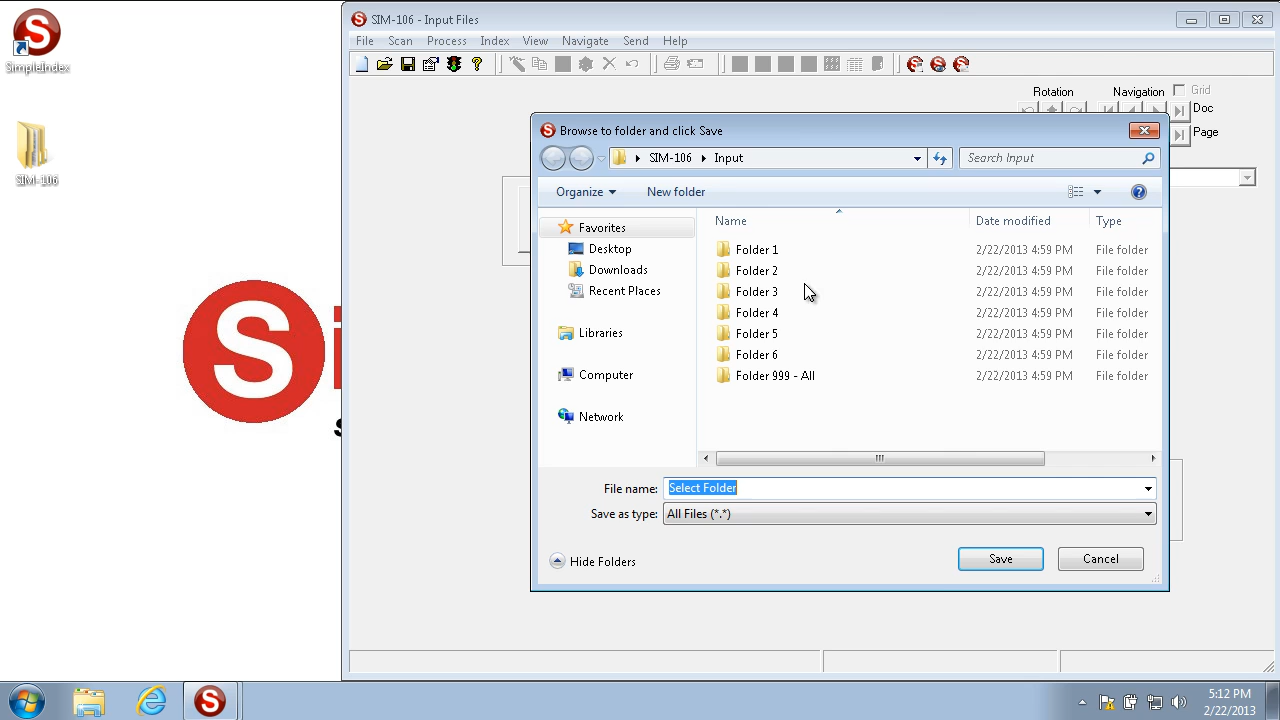 SimpleIndex
SIM-106
SIM-106 - Input Files
File Scan Process Index View Navigate Send Help
Rotation Navigation Grid
Doc
Page
Browse to folder and click Save
SIM-106 Input Search Input
Organize New folder
Favorites
Desktop
Downloads
Recent Places
Libraries
Computer
Network
Name Date modified Type
Folder 1 2/22/2013 4:59 PM File folder
Folder 2 2/22/2013 4:59 PM File folder
Folder 3 2/22/2013 4:59 PM File folder
Folder 4 2/22/2013 4:59 PM File folder
Folder 5 2/22/2013 4:59 PM File folder
Folder 6 2/22/2013 4:59 PM File folder
Folder 999 - All 2/22/2013 4:59 PM File folder
File name: Select Folder
Save as type: All Files (*.*)
Hide Folders Save Cancel
5:12 PM
2/22/2013